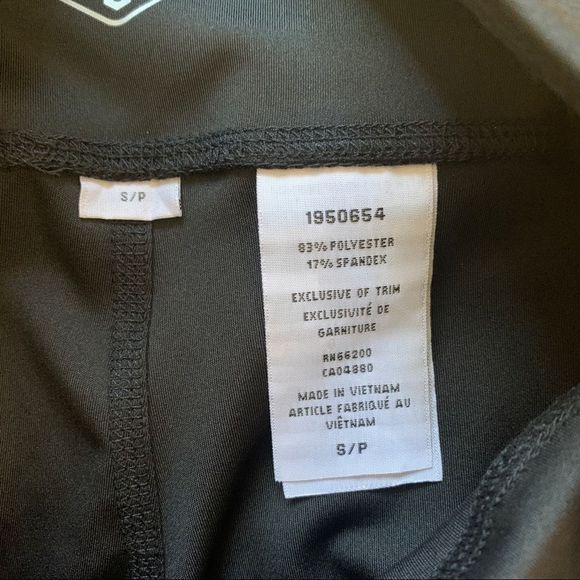 S/P
1950654
83% POLYESTER
17% SPANDEX
EXCLUSIVE OF TRIM
EXCLUSIVITÉ DE
GARNITURE
RN66200
CA04880
MADE IN VIETNAM
ARTICLE FABRIQUÉ AU
VIÊTNAM
S/P